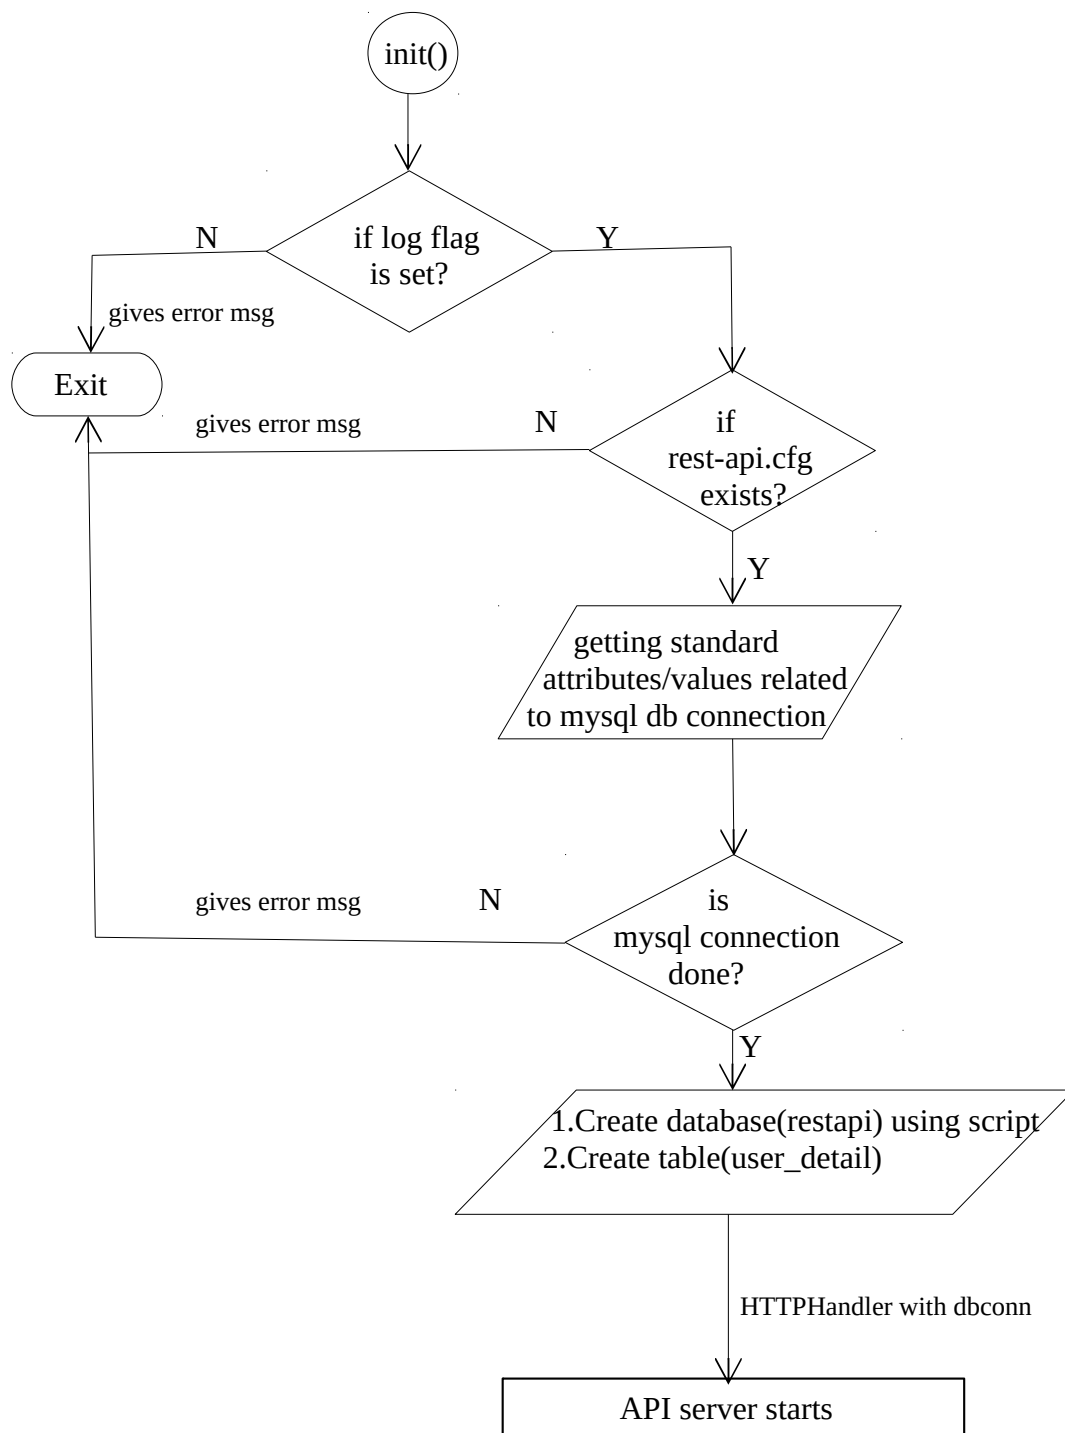 init()
if log flag
is set?
N
Y
gives error msg
Exit
gives error msg
N
if
rest-api.cfg
exists?
Y
getting standard
attributes/values related
to mysql db connection
gives error msg
N
is
mysql connection
done?
Y
1.Create database(restapi) using script
2.Create table(user_detail)
HTTPHandler with dbconn
API server starts